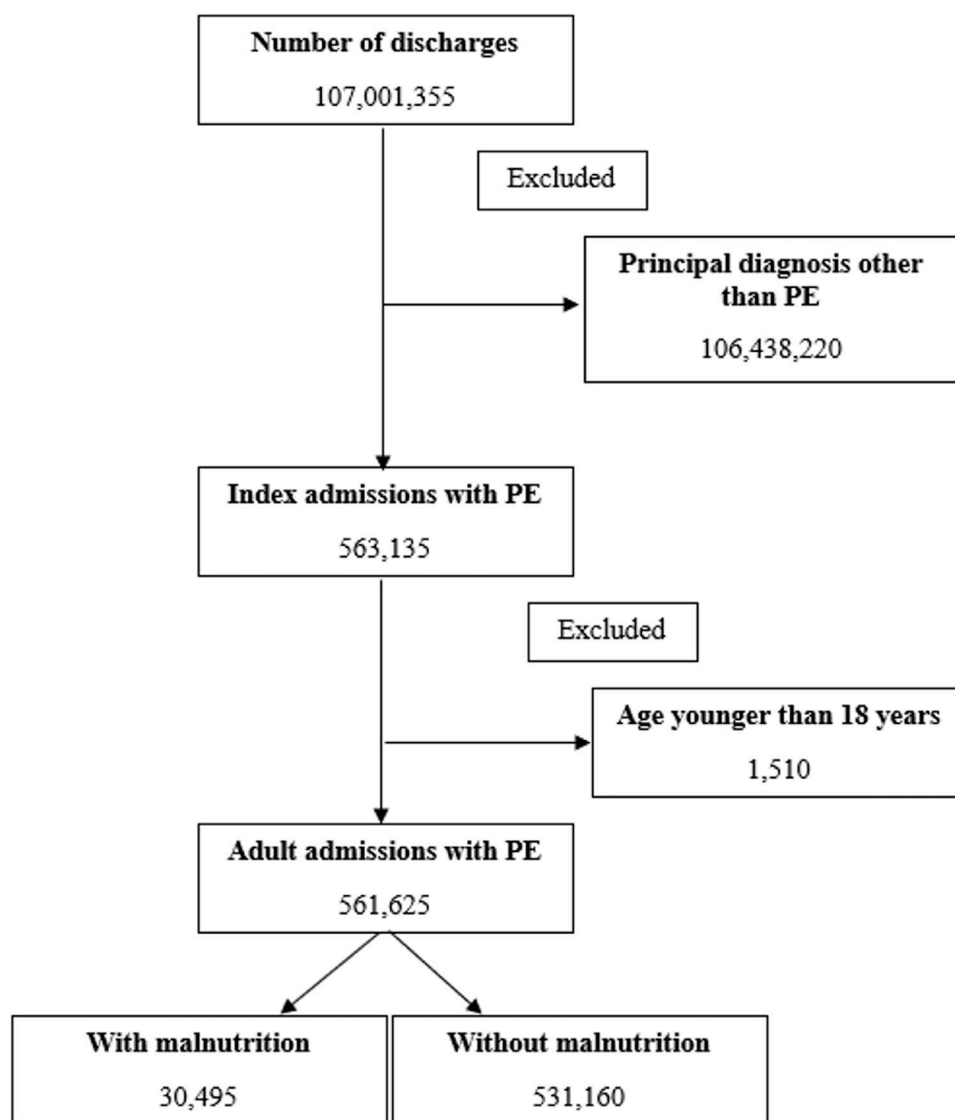 Number of discharges
107,001,355
Excluded
Principal diagnosis other
than PE
106,438,220
Index admissions with PE
563,135
Excluded
Age younger than 18 years
1,510
Adult admissions with PE
561,625
With malnutrition
30,495
Without malnutrition
531,160